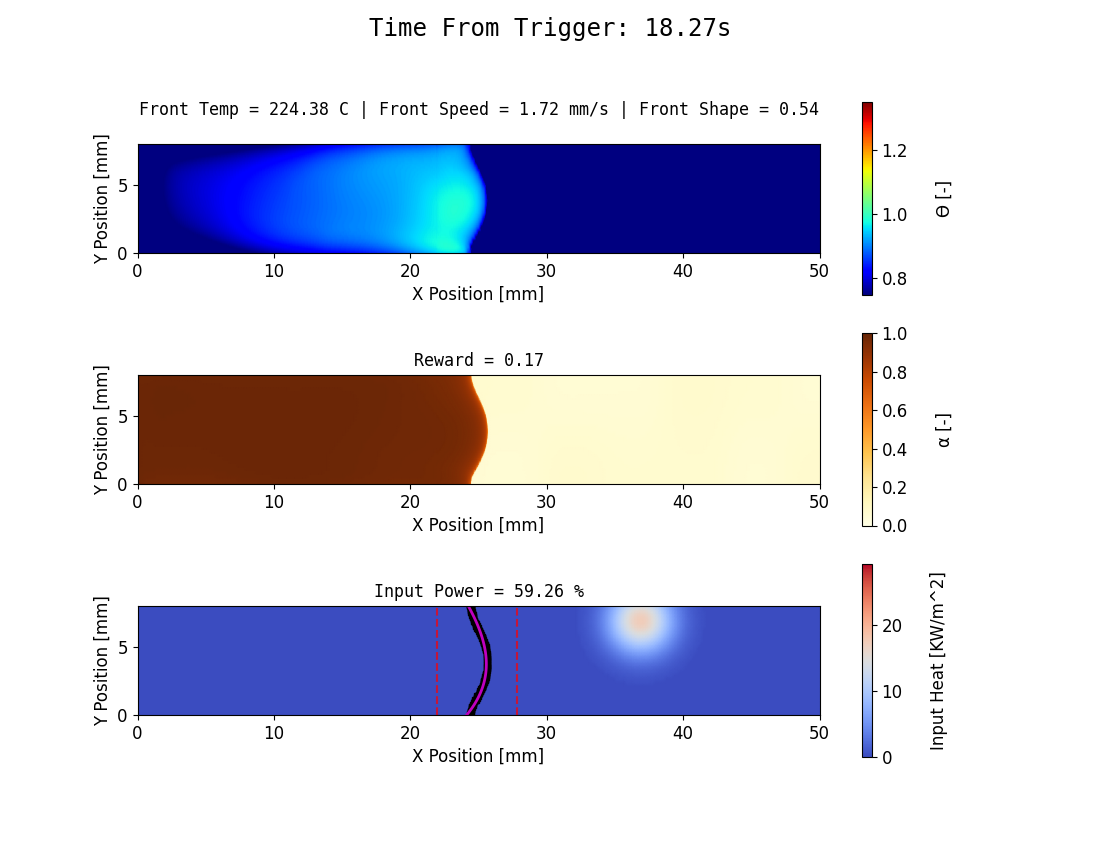 Time From Trigger: 18.27s
Front Temp = 224.38 C | Front Speed = 1.72 mm/s | Front Shape = 0.54
Y Position [mm]
5
0
0 10 20 30 40 50
X Position [mm]
1.2
1.0
0.8
Θ [-]
Reward = 0.17
Y Position [mm]
5
0
0 10 20 30 40 50
X Position [mm]
1.0
0.8
0.6
0.4
0.2
0.0
α [-]
Input Power = 59.26 %
Y Position [mm]
5
0
0 10 20 30 40 50
X Position [mm]
20
10
0
Input Heat [KW/m^2]